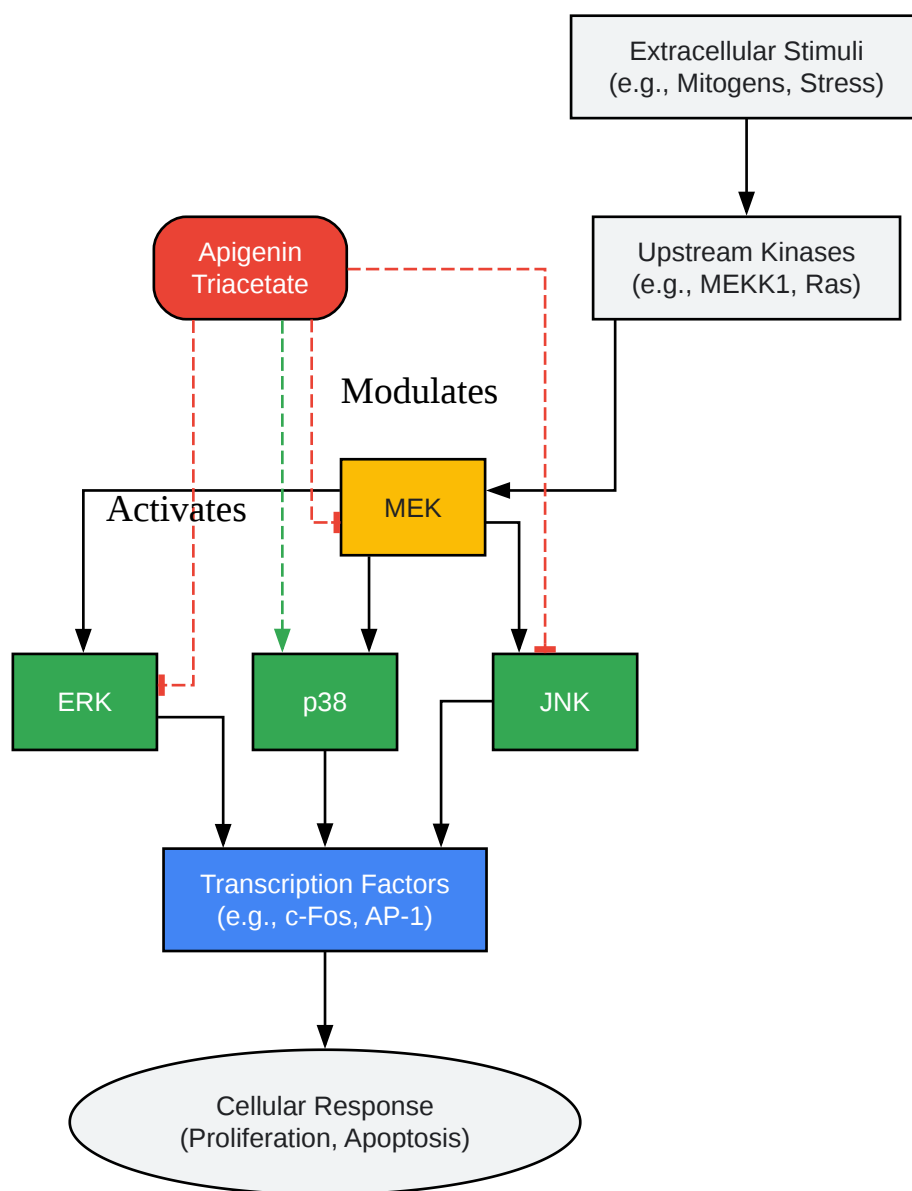 Extracellular Stimuli
(e.g., Mitogens, Stress)
Apigenin
Triacetate
Upstream Kinases
(e.g., MEKK1, Ras)
Modulates
Activates
MEK
ERK
p38
JNK
Transcription Factors
(e.g., c-Fos, AP-1)
Cellular Response
(Proliferation, Apoptosis)